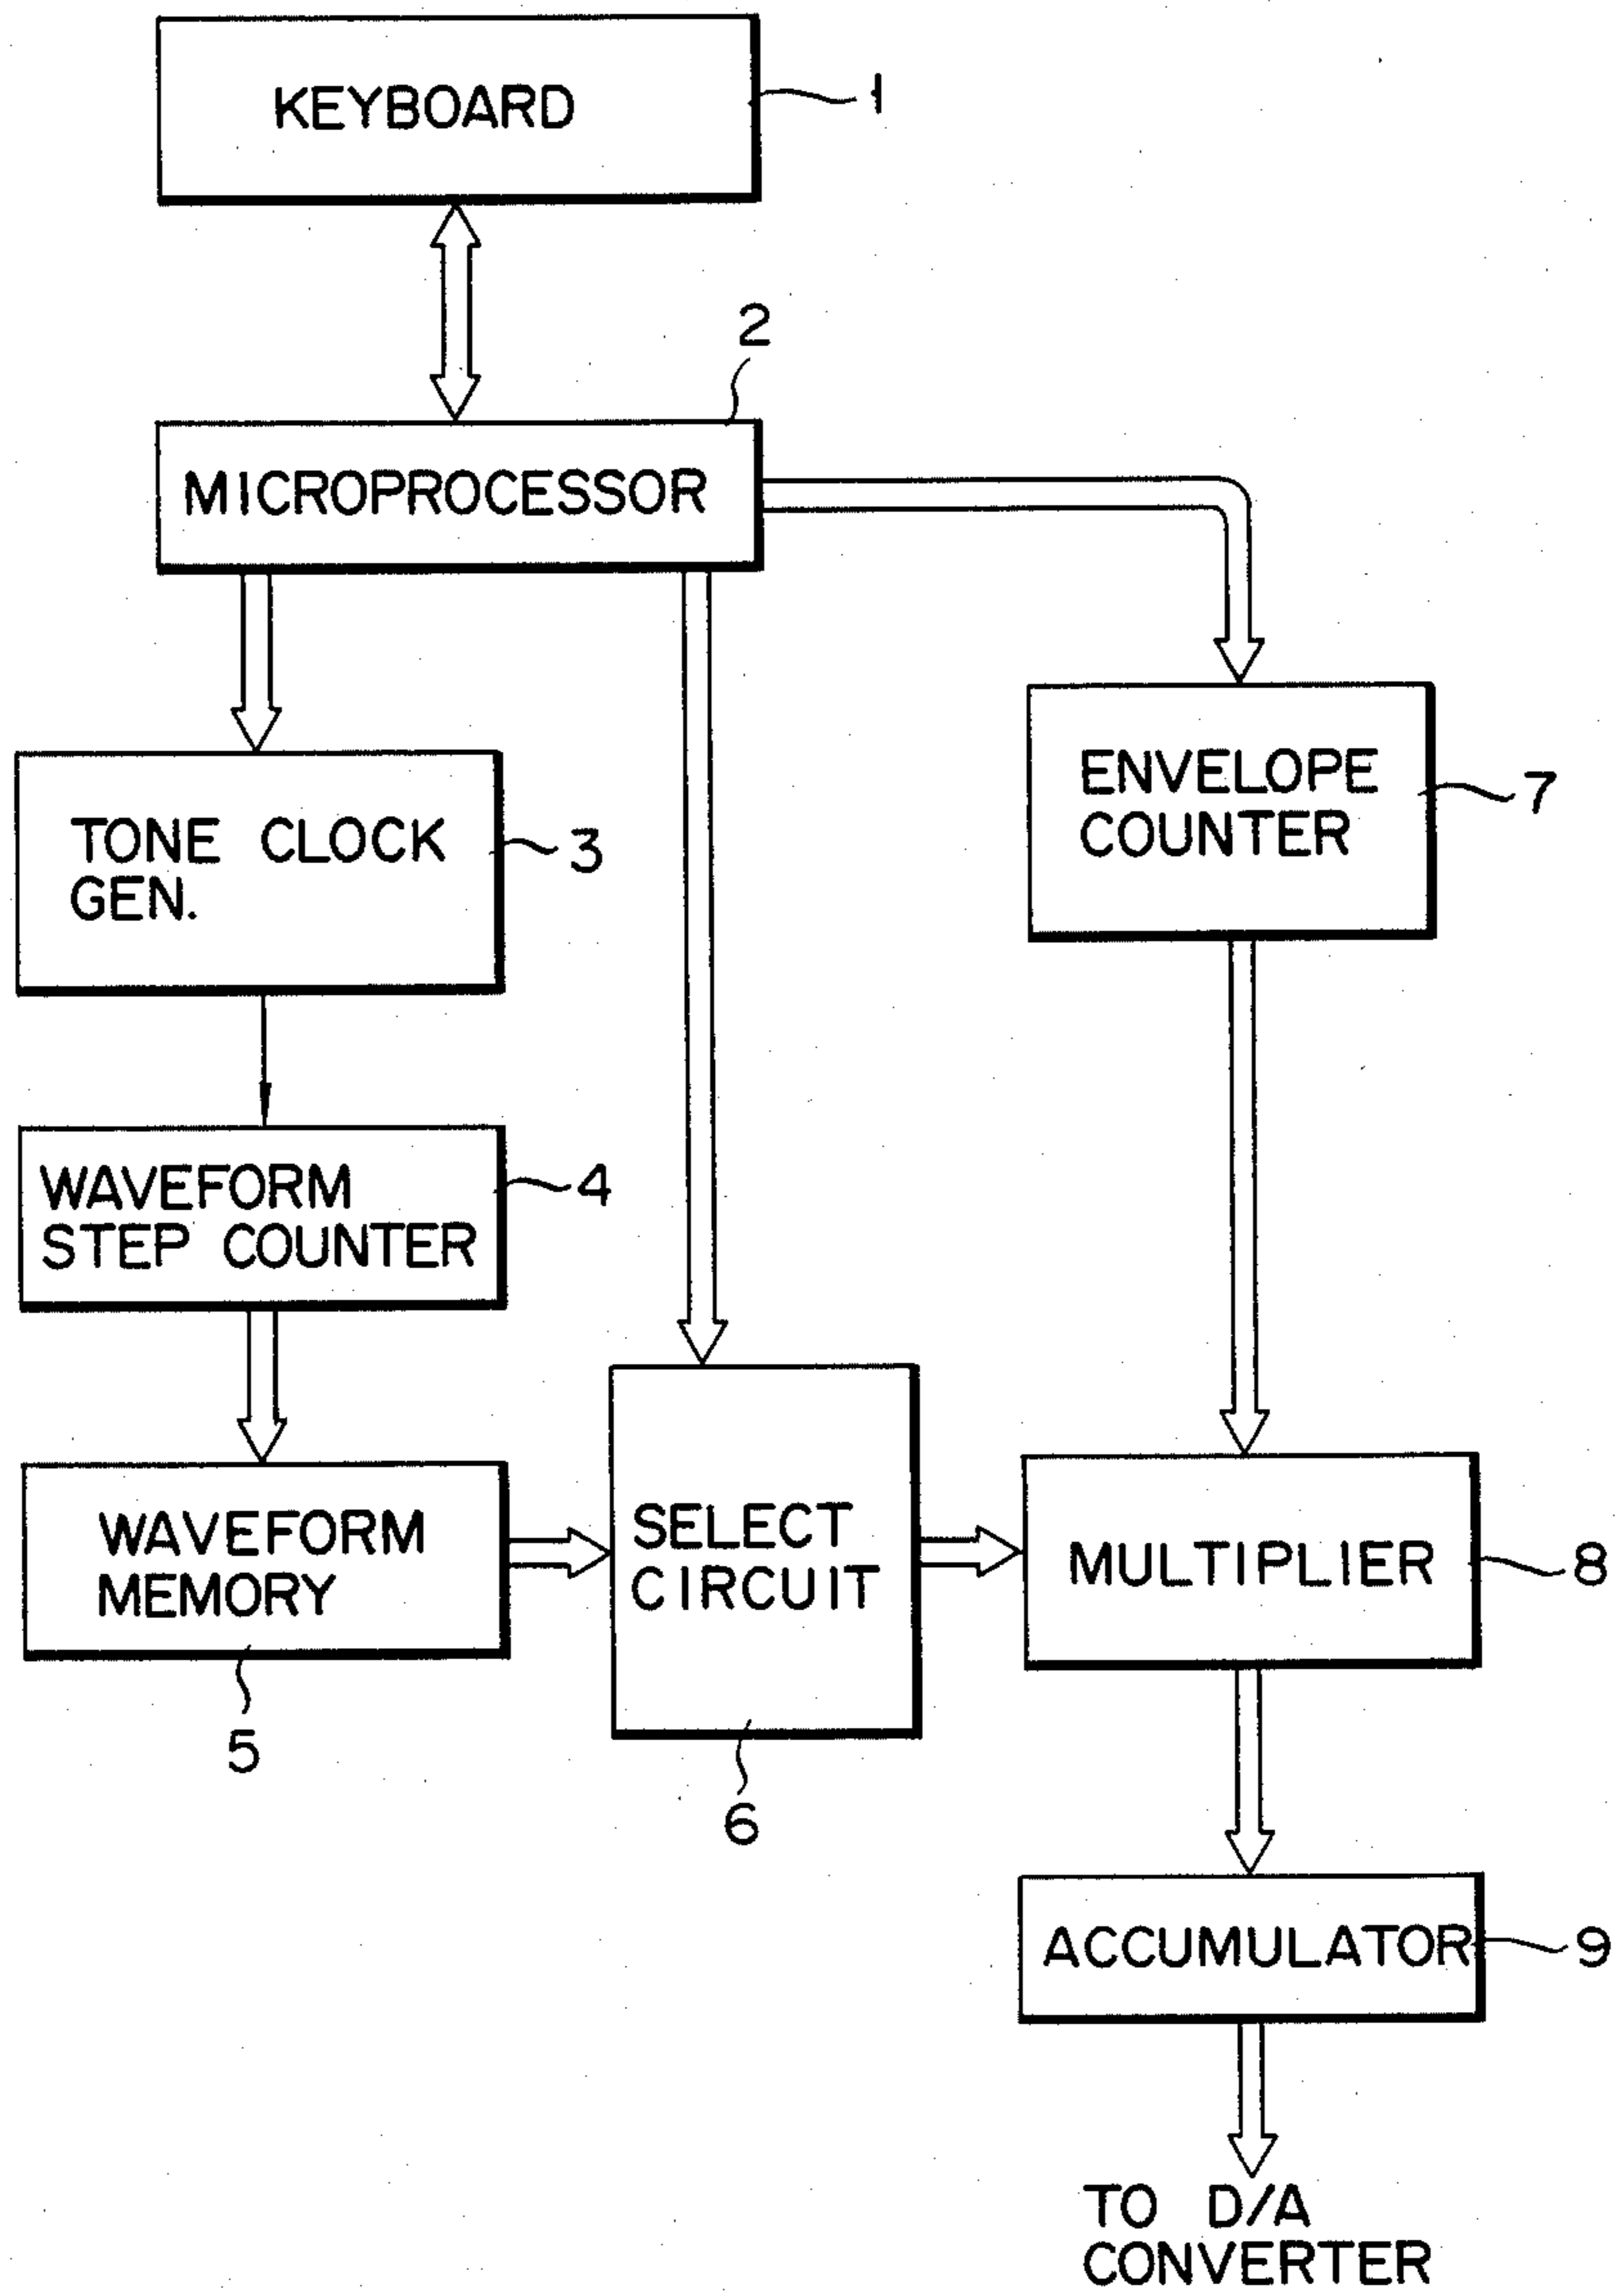 KEYBOARD
1
2
MICROPROCESSOR
ENVELOPE
COUNTER
7
TONE CLOCK
GEN.
3
WAVEFORM
STEP COUNTER
4
WAVEFORM
MEMORY
5
SELECT
CIRCUIT
6
MULTIPLIER
8
ACCUMULATOR
9
TO D/A
CONVERTER